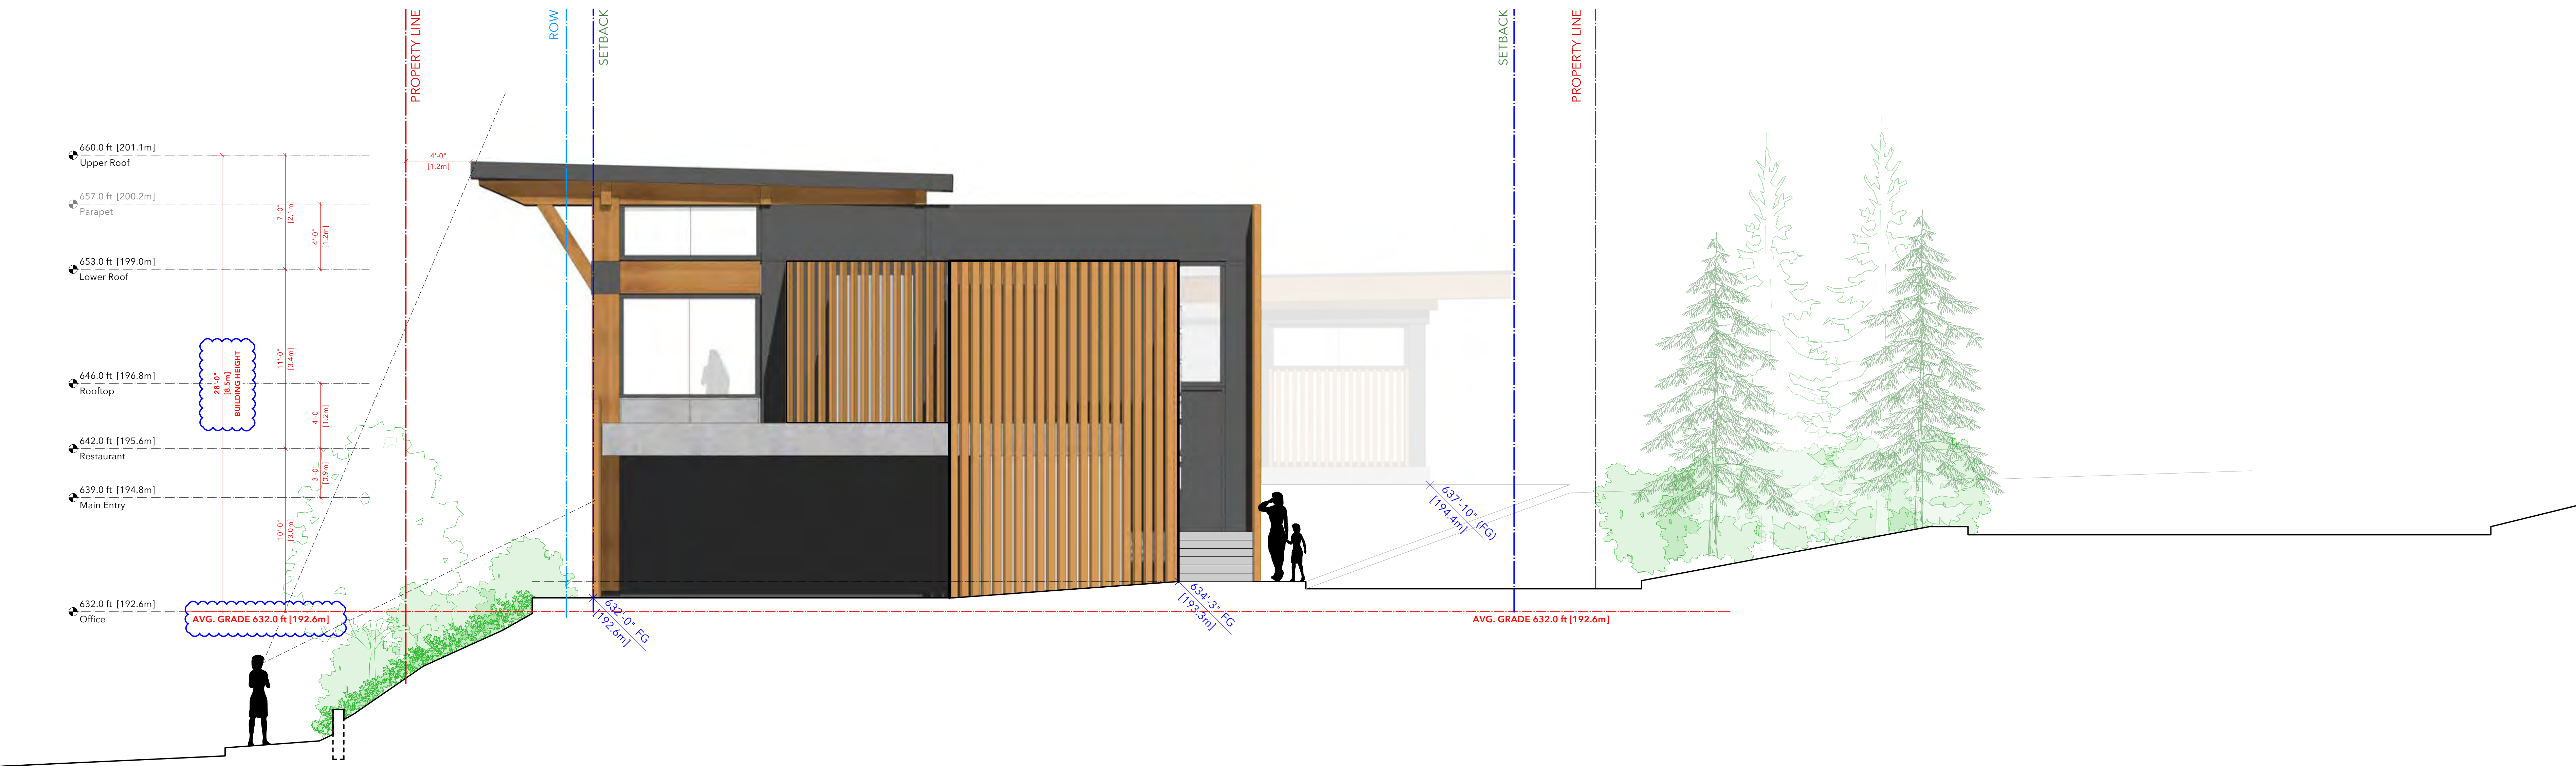 PROPERTY LINE
ROW
SETBACK
SETBACK
PROPERTY LINE
660.0 ft [201.1m]
Upper Roof
4'-0"
[1.2m]
657.0 ft [200.2m]
Parapet
7'-0"
[2.1m]
4'-0"
[1.2m]
653.0 ft [199.0m]
Lower Roof
28'-0"
[8.5m]
BUILDING HEIGHT
11'-0"
[3.4m]
646.0 ft [196.8m]
Rooftop
4'-0"
[1.2m]
642.0 ft [195.6m]
Restaurant
3'-0"
[0.9m]
639.0 ft [194.8m]
Main Entry
10'-0"
[3.0m]
637'-10" (FG)
[194.4m]
632.0 ft [192.6m]
Office
AVG. GRADE 632.0 ft [192.6m]
632'-0" FG
[192.6m]
634'-3" FG
[193.3m]
AVG. GRADE 632.0 ft [192.6m]